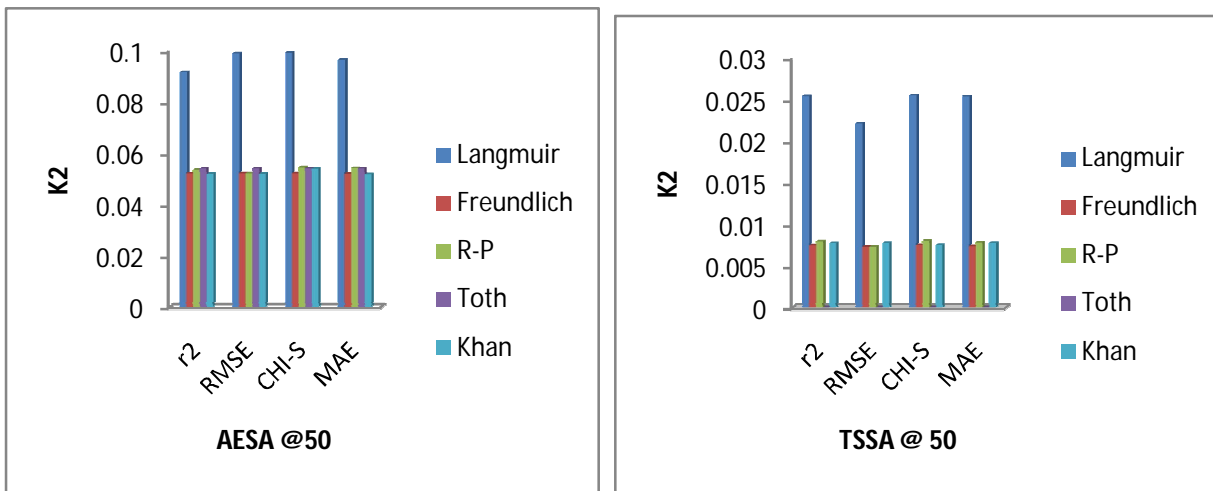 0.1
0.08
0.06
0.04
0.02
0
K2
r2
RMSE
CHI-S
MAE
AESA @50
Langmuir
Freundlich
R-P
Toth
Khan
0.03
0.025
0.02
0.015
0.01
0.005
0
K2
r2
RMSE
CHI-S
MAE
TSSA @ 50
Langmuir
Freundlich
R-P
Toth
Khan